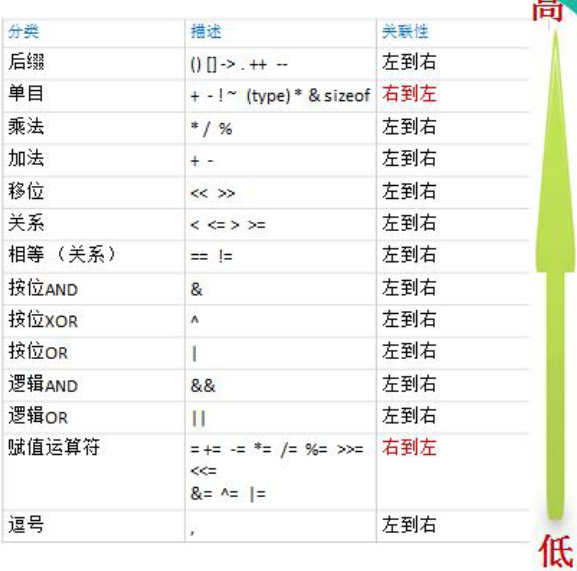 高
分类 描述 关联性
后缀 () [] -> . ++ -- 左到右
单目 + - ! ~ (type) * & sizeof 右到左
乘法 * / % 左到右
加法 + - 左到右
移位 << >> 左到右
关系 < <= > >= 左到右
相等 （关系） == != 左到右
按位AND & 左到右
按位XOR ^ 左到右
按位OR | 左到右
逻辑AND && 左到右
逻辑OR || 左到右
赋值运算符 = += -= *= /= %= >>= 右到左
<<=
&= ^= |=
逗号 , 左到右
低